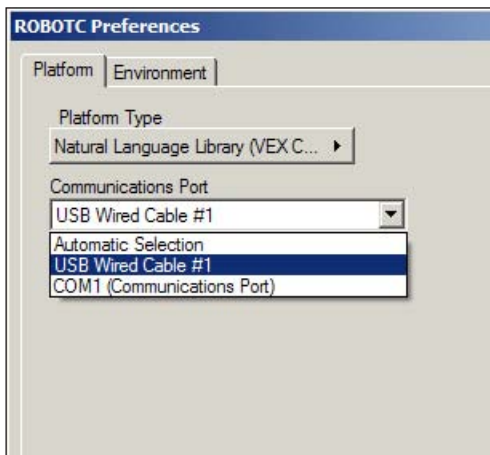 ROBOTC Preferences
Platform
Environment
Platform Type
Natural Language Library (VEX C...
Communications Port
USB Wired Cable #1
Automatic Selection
USB Wired Cable #1
COM1 (Communications Port)